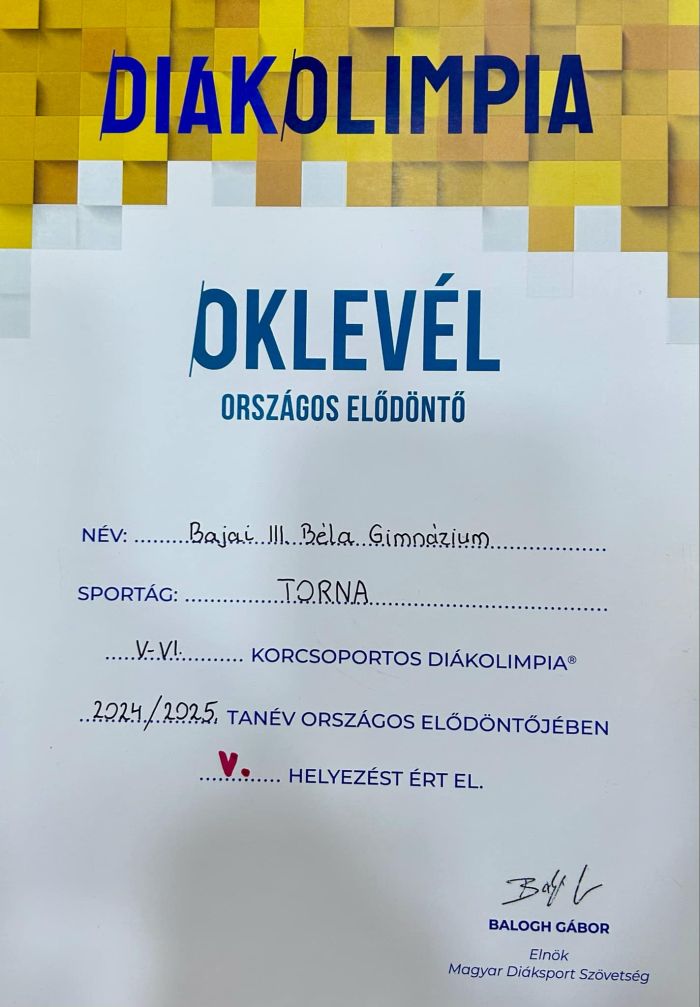 DIÁKOLIMPIA
OKLEVÉL
ORSZÁGOS ELŐDÖNTŐ
NÉV: Bajai III. Béla Gimnázium
SPORTÁG: TORNA
V-VI. KORCSOPORTOS DIÁKOLIMPIA®
2024/2025. TANÉV ORSZÁGOS ELŐDÖNTŐJÉBEN
V. HELYEZÉST ÉRT EL.
BALOGH GÁBOR
Elnök
Magyar Diáksport Szövetség